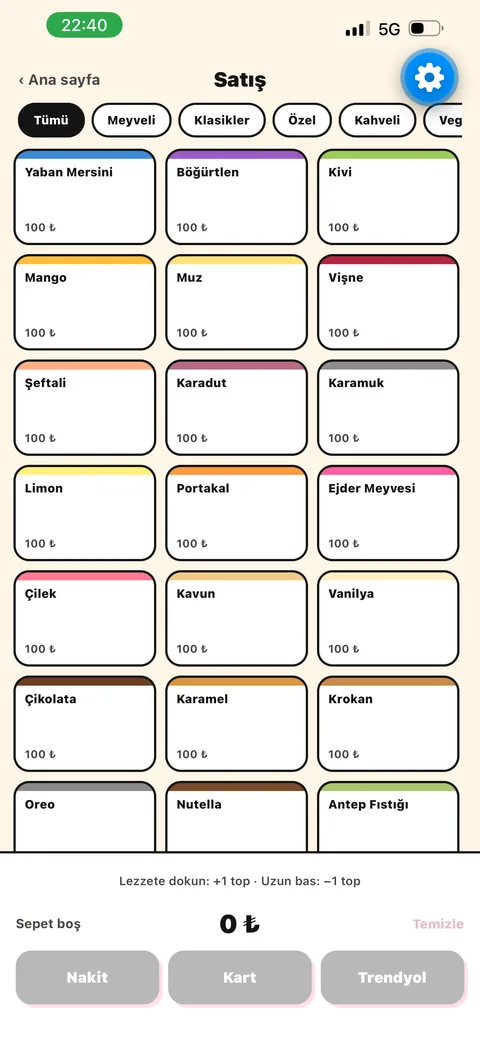 22:40
5G
‹ Ana sayfa
Satış
Tümü Meyveli Klasikler Özel Kahveli Veg
Yaban Mersini Böğürtlen Kivi
100 ₺ 100 ₺ 100 ₺
Mango Muz Vişne
100 ₺ 100 ₺ 100 ₺
Şeftali Karadut Karamuk
100 ₺ 100 ₺ 100 ₺
Limon Portakal Ejder Meyvesi
100 ₺ 100 ₺ 100 ₺
Çilek Kavun Vanilya
100 ₺ 100 ₺ 100 ₺
Çikolata Karamel Krokan
100 ₺ 100 ₺ 100 ₺
Oreo Nutella Antep Fıstığı
Lezzete dokun: +1 top · Uzun bas: −1 top
Sepet boş 0 ₺ Temizle
Nakit Kart Trendyol